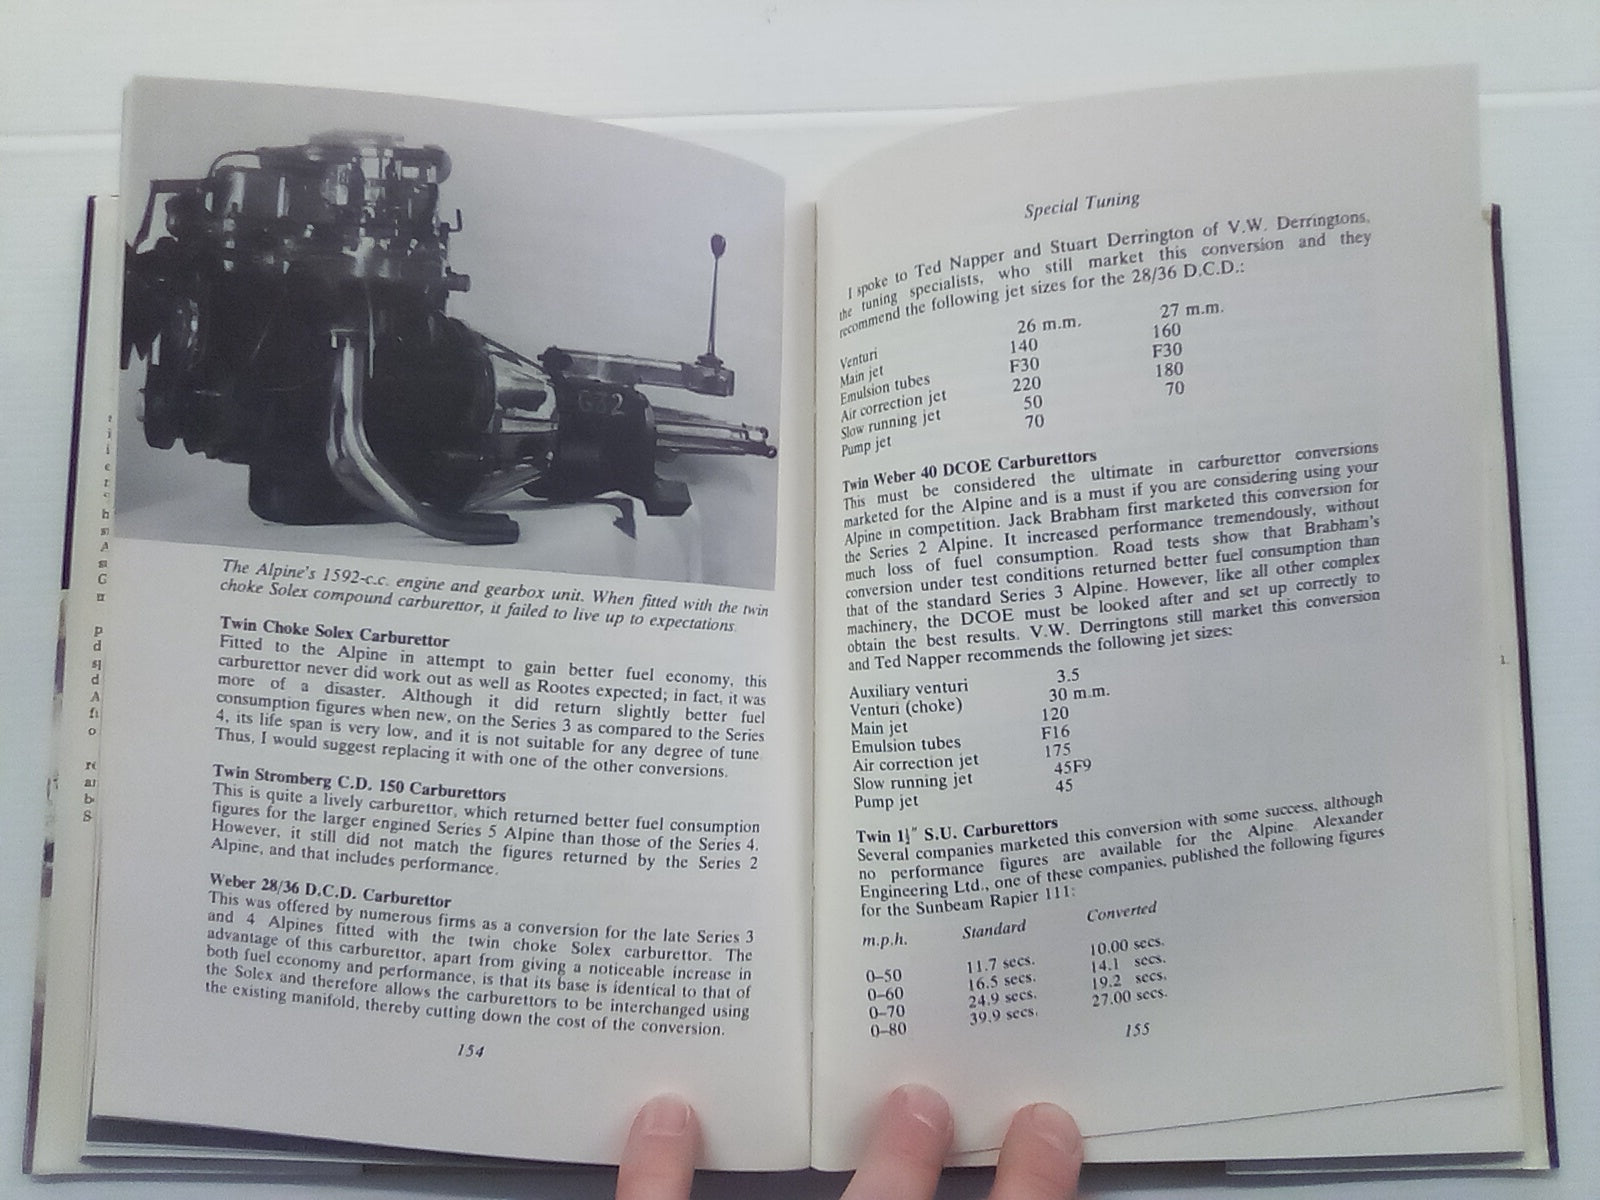 The Alpine's 1592-c.c. engine and gearbox unit. When fitted with the twin
choke Solex compound carburettor, it failed to live up to expectations.
Twin Choke Solex Carburettor
Fitted to the Alpine in attempt to gain better fuel economy, this
carburettor never did work out as well as Rootes expected; in fact, it was
more of a disaster. Although it did return slightly better fuel
consumption figures when new, on the Series 3 as compared to the Series
4, its life span is very low, and it is not suitable for any degree of tune
Thus, I would suggest replacing it with one of the other conversions.
Twin Stromberg C.D. 150 Carburettors
This is quite a lively carburettor, which returned better fuel consumption
figures for the larger engined Series 5 Alpine than those of the Series 4.
However, it still did not match the figures returned by the Series 2
Alpine, and that includes performance.
Weber 28/36 D.C.D. Carburettor
This was offered by numerous firms as a conversion for the late Series 3
and 4 Alpines fitted with the twin choke Solex carburettor. The
advantage of this carburettor, apart from giving a noticeable increase in
both fuel economy and performance, is that its base is identical to that of
the Solex and therefore allows the carburettors to be interchanged using
the existing manifold, thereby cutting down the cost of the conversion.
154
Special Tuning
I spoke to Ted Napper and Stuart Derrington of V.W. Derringtons,
the tuning specialists, who still market this conversion and they
recommend the following jet sizes for the 28/36 D.C.D.:
Venturi 26 m.m. 27 m.m.
Main jet 140 160
Emulsion tubes F30 F30
Air correction jet 220 180
Slow running jet 50 70
Pump jet 70
Twin Weber 40 DCOE Carburettors
This must be considered the ultimate in carburettor conversions
marketed for the Alpine and is a must if you are considering using your
Alpine in competition. Jack Brabham first marketed this conversion for
the Series 2 Alpine. It increased performance tremendously, without
much loss of fuel consumption. Road tests show that Brabham's
conversion under test conditions returned better fuel consumption than
that of the standard Series 3 Alpine. However, like all other complex
machinery, the DCOE must be looked after and set up correctly to
obtain the best results. V.W. Derringtons still market this conversion
and Ted Napper recommends the following jet sizes:
Auxiliary venturi 3.5
Venturi (choke) 30 m.m.
Main jet 120
Emulsion tubes F16
Air correction jet 175
Slow running jet 45F9
Pump jet 45
Twin 1½" S.U. Carburettors
Several companies marketed this conversion with some success, although
no performance figures are available for the Alpine. Alexander
Engineering Ltd., one of these companies, published the following figures
for the Sunbeam Rapier 111:
m.p.h. Standard Converted
0–50 11.7 secs. 10.00 secs.
0–60 16.5 secs. 14.1 secs.
0–70 24.9 secs. 19.2 secs.
0–80 39.9 secs. 27.00 secs.
155